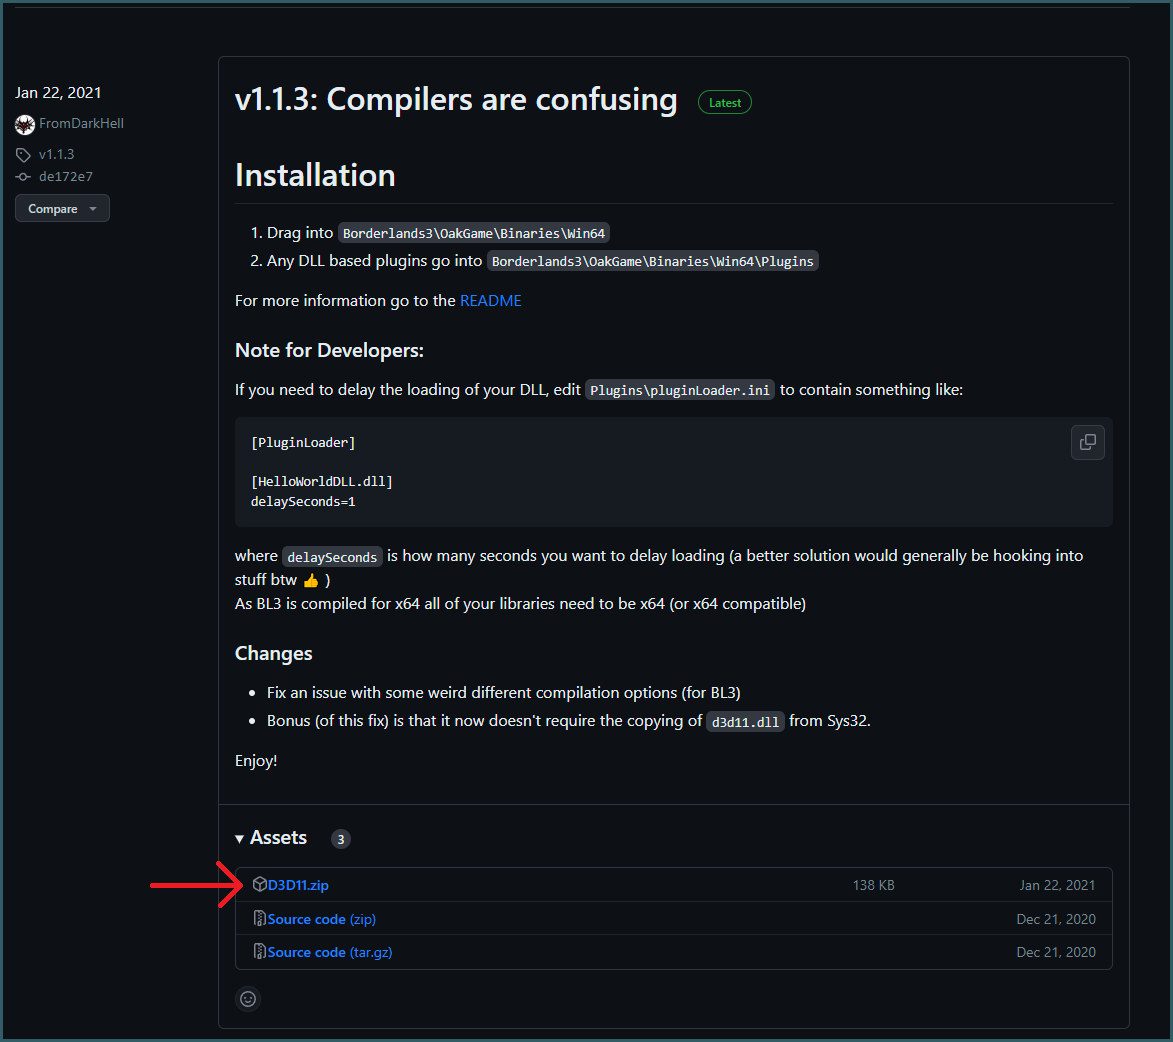 Jan 22, 2021
FromDarkHell
v1.1.3
de172e7
Compare
v1.1.3: Compilers are confusing Latest
Installation
1. Drag into Borderlands3\OakGame\Binaries\Win64
2. Any DLL based plugins go into Borderlands3\OakGame\Binaries\Win64\Plugins
For more information go to the README
Note for Developers:
If you need to delay the loading of your DLL, edit Plugins\pluginLoader.ini to contain something like:
[PluginLoader]
[HelloWorldDLL.dll]
delaySeconds=1
where delaySeconds is how many seconds you want to delay loading (a better solution would generally be hooking into
stuff btw 👍 )
As BL3 is compiled for x64 all of your libraries need to be x64 (or x64 compatible)
Changes
• Fix an issue with some weird different compilation options (for BL3)
• Bonus (of this fix) is that it now doesn't require the copying of d3d11.dll from Sys32.
Enjoy!
Assets 3
D3D11.zip 138 KB Jan 22, 2021
Source code (zip) Dec 21, 2020
Source code (tar.gz) Dec 21, 2020